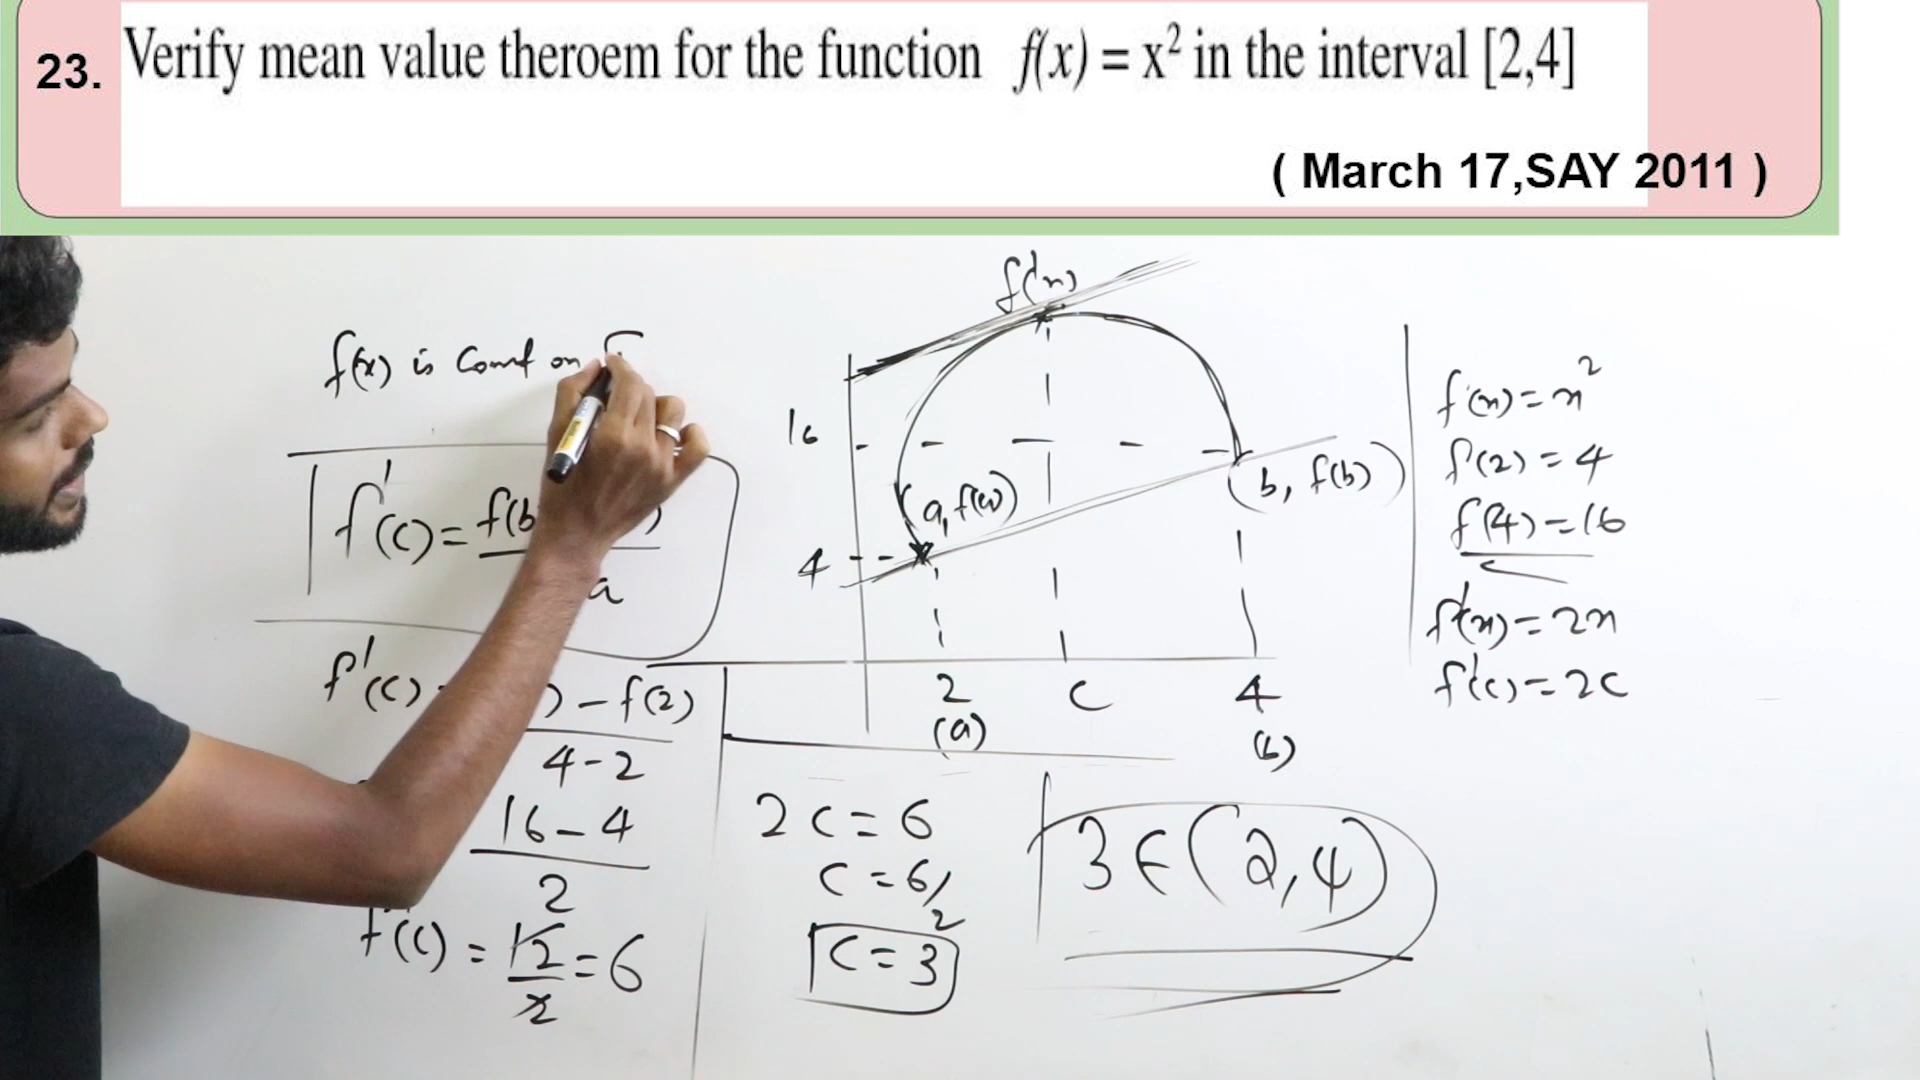 23. Verify mean value theroem for the function f(x) = x² in the interval [2,4]
( March 17,SAY 2011 )
f(x) is Cont on [
f'(c) = f(b
a
f'(c)
) - f(2)
4-2
16-4
2
f'(c) = 12/2 = 6
f'(x)
16
(a, f(a))
(b, f(b))
4
2
C
4
(a)
(b)
2c = 6
c = 6/2
c = 3
3 ∈ (2,4)
f(x) = x²
f(2) = 4
f(4) = 16
f'(x) = 2x
f'(c) = 2c